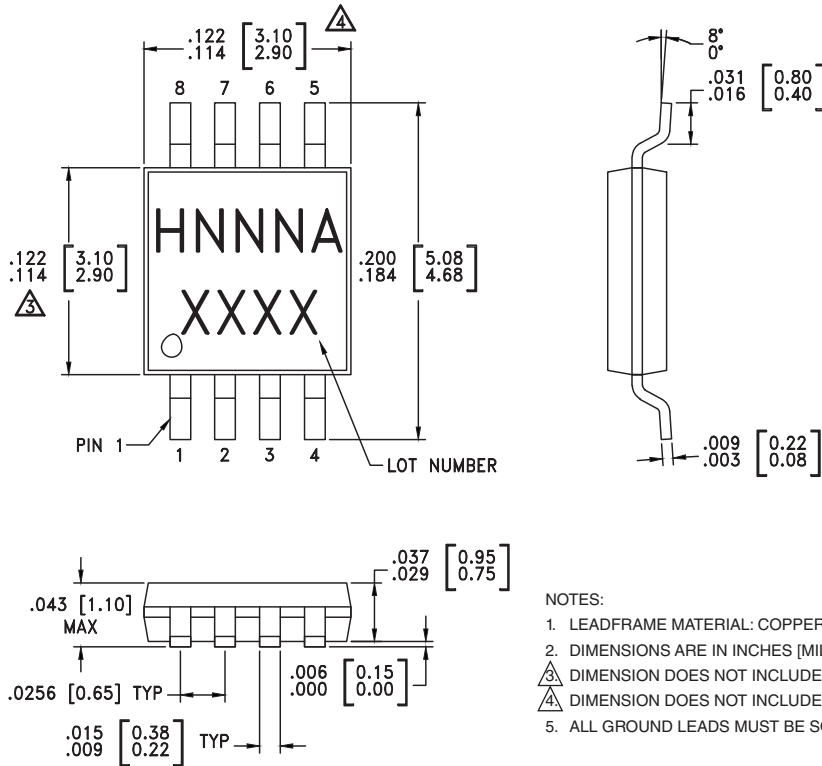 .122 [3.10]
.114 [2.90]
4
8 7 6 5
8°
0°
.031 [0.80]
.016 [0.40]
HNNNA
XXXX
.122 [3.10]
.114 [2.90]
3
.200 [5.08]
.184 [4.68]
PIN 1
1 2 3 4
LOT NUMBER
.009 [0.22]
.003 [0.08]
.037 [0.95]
.029 [0.75]
.043 [1.10]
MAX
.006 [0.15]
.000 [0.00]
.0256 [0.65] TYP
.015 [0.38]
.009 [0.22]
TYP
NOTES:
1. LEADFRAME MATERIAL: COPPER
2. DIMENSIONS ARE IN INCHES
3. DIMENSION DOES NOT INCLUDE
4. DIMENSION DOES NOT INCLUDE
5. ALL GROUND LEADS MUST BE